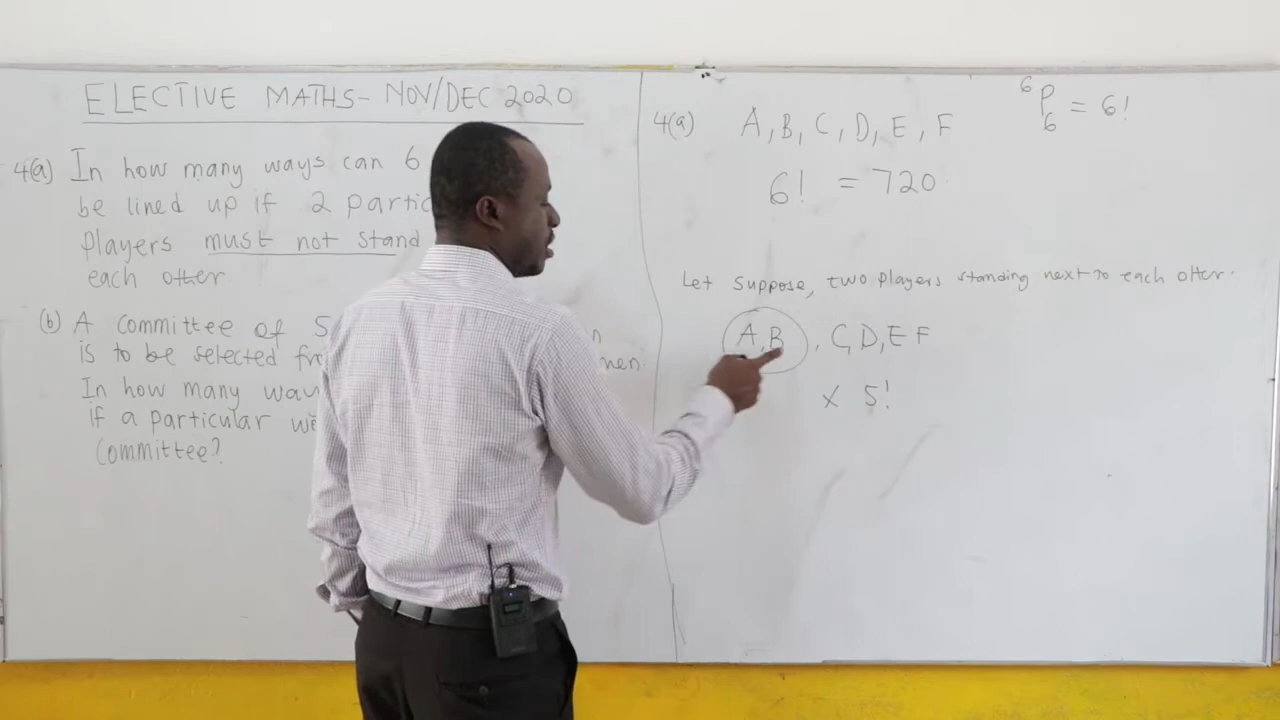 ELECTIVE MATHS - NOV/DEC 2020
4(a) In how many ways can 6
be lined up if 2 partic
players must not stand
each other
(b) A committee of 5
is to be selected fr men.
In how many way
if a particular w
committee?
4(a) A, B, C, D, E, F
6P6 = 6!
6! = 720
Let suppose, two players standing next to each other.
A,B , C,D,E F
x 5!